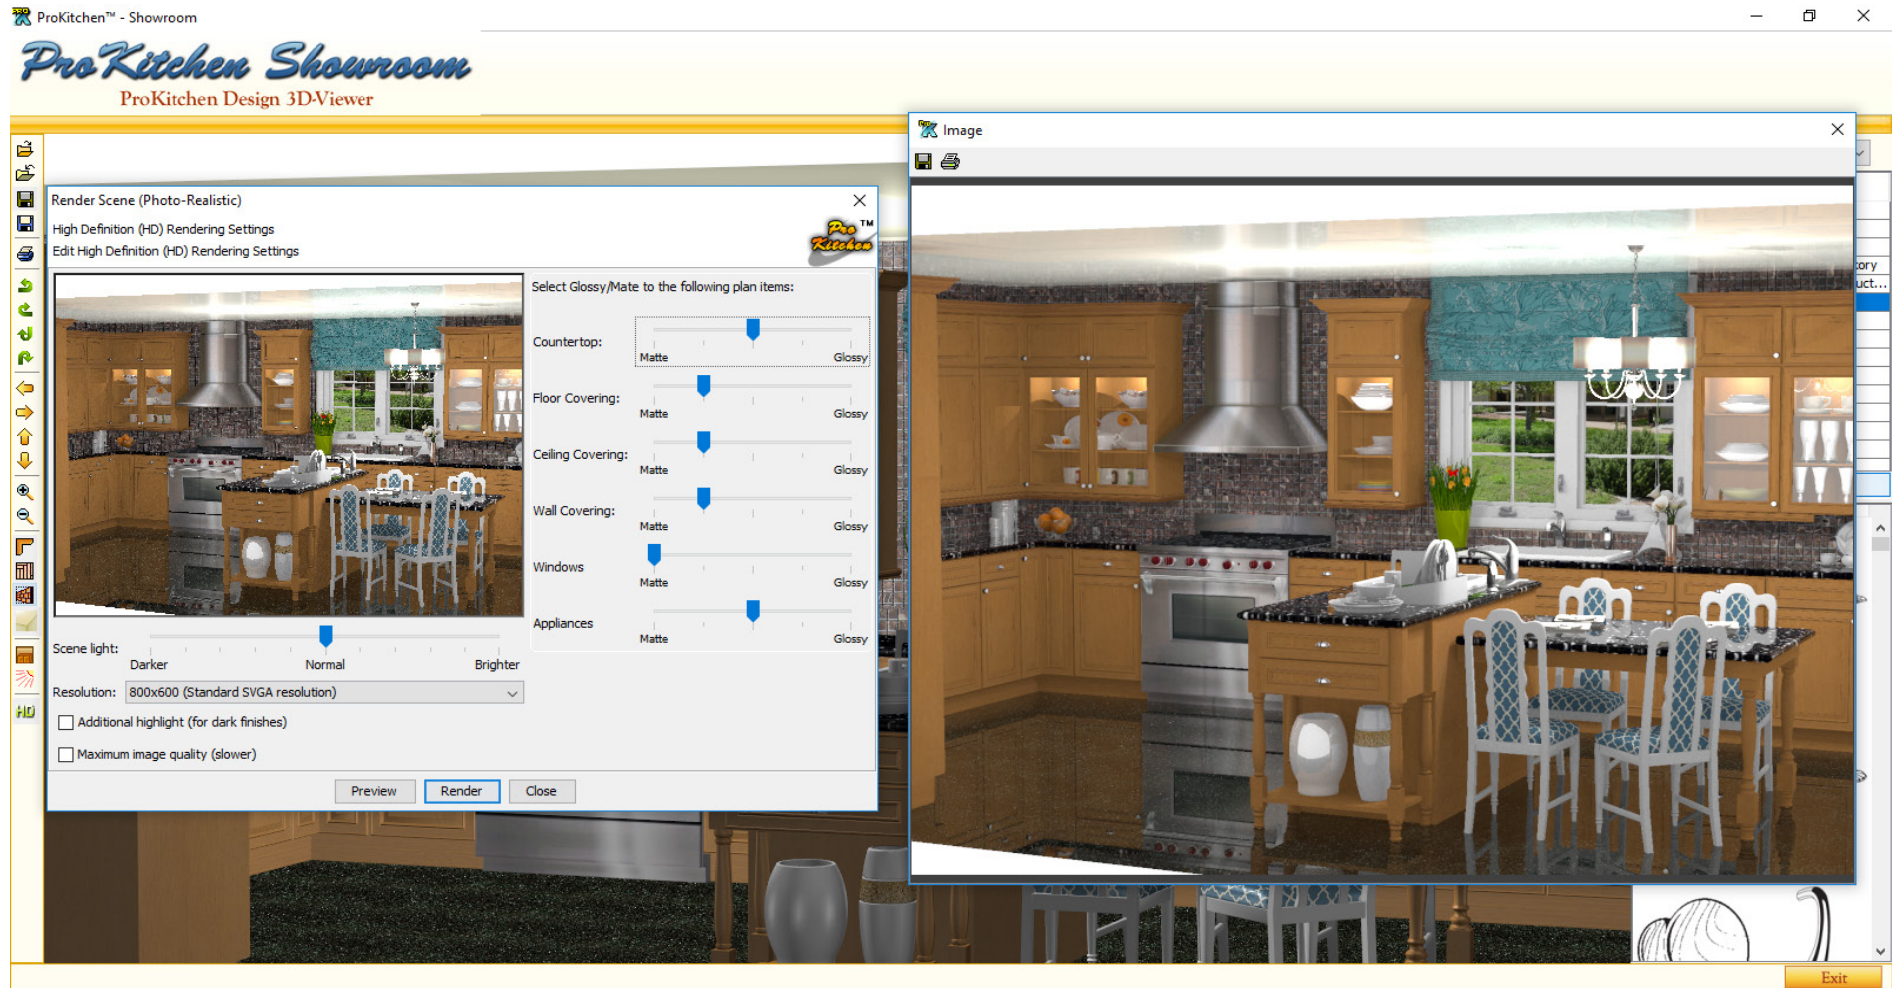 ProKitchen™ - Showroom
ProKitchen Showroom
ProKitchen Design 3D-Viewer
Image
Render Scene (Photo-Realistic)
High Definition (HD) Rendering Settings
Edit High Definition (HD) Rendering Settings
Pro Kitchen ™
Select Glossy/Mate to the following plan items:
Countertop:
Matte Glossy
Floor Covering:
Matte Glossy
Ceiling Covering:
Matte Glossy
Wall Covering:
Matte Glossy
Windows
Matte Glossy
Appliances
Matte Glossy
Scene light:
Darker Normal Brighter
Resolution: 800x600 (Standard SVGA resolution)
Additional highlight (for dark finishes)
Maximum image quality (slower)
Preview Render Close
HD
Exit